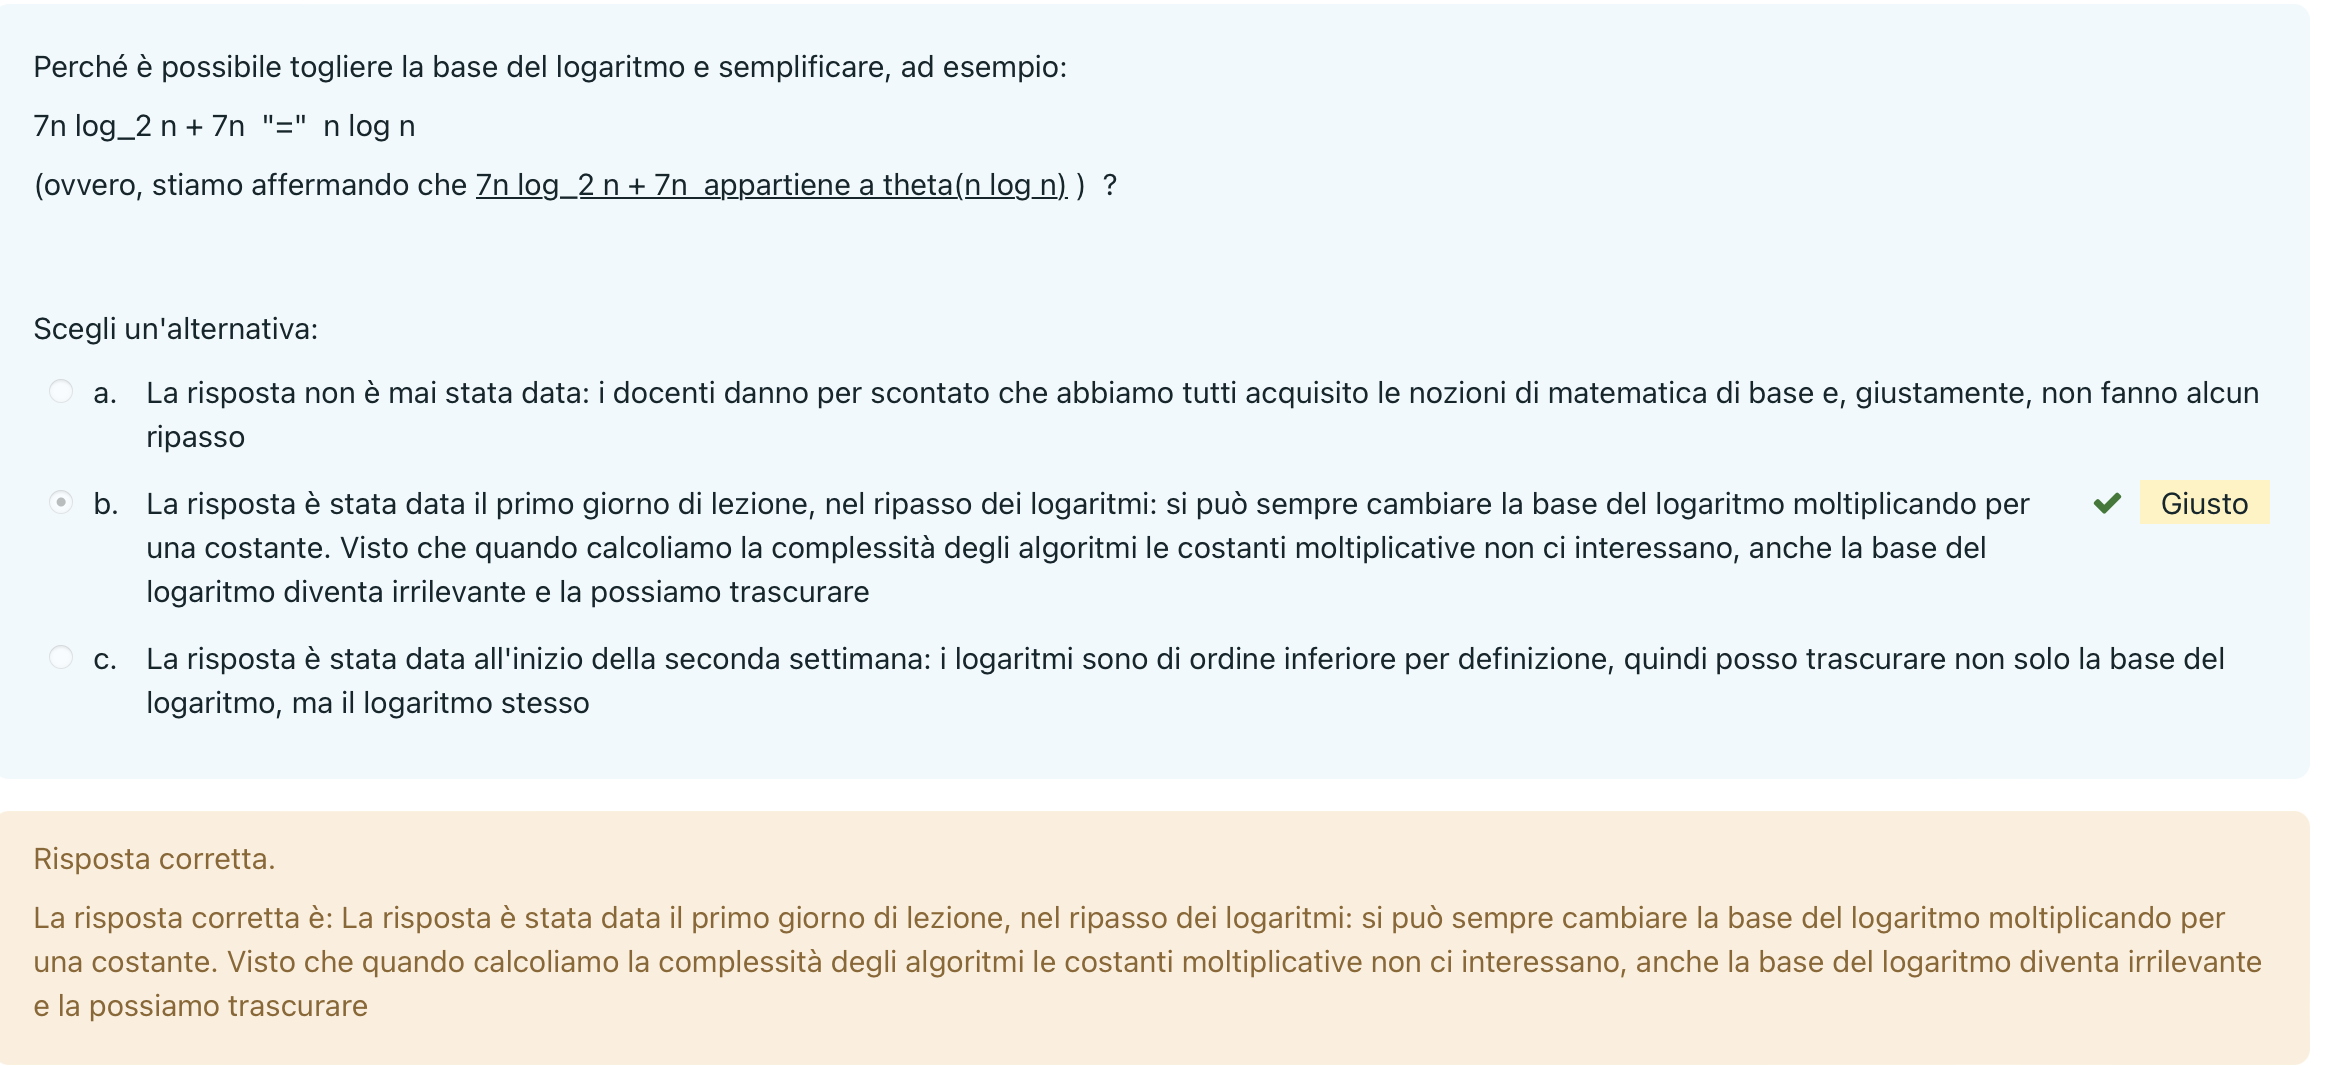 Perché è possibile togliere la base del logaritmo e semplificare, ad esempio:
7n log_2 n + 7n "=" n log n
(ovvero, stiamo affermando che 7n log_2 n + 7n appartiene a theta(n log n) ) ?
Scegli un'alternativa:
a. La risposta non è mai stata data: i docenti danno per scontato che abbiamo tutti acquisito le nozioni di matematica di base e, giustamente, non fanno alcun
ripasso
b. La risposta è stata data il primo giorno di lezione, nel ripasso dei logaritmi: si può sempre cambiare la base del logaritmo moltiplicando per Giusto
una costante. Visto che quando calcoliamo la complessità degli algoritmi le costanti moltiplicative non ci interessano, anche la base del
logaritmo diventa irrilevante e la possiamo trascurare
c. La risposta è stata data all'inizio della seconda settimana: i logaritmi sono di ordine inferiore per definizione, quindi posso trascurare non solo la base del
logaritmo, ma il logaritmo stesso
Risposta corretta.
La risposta corretta è: La risposta è stata data il primo giorno di lezione, nel ripasso dei logaritmi: si può sempre cambiare la base del logaritmo moltiplicando per
una costante. Visto che quando calcoliamo la complessità degli algoritmi le costanti moltiplicative non ci interessano, anche la base del logaritmo diventa irrilevante
e la possiamo trascurare